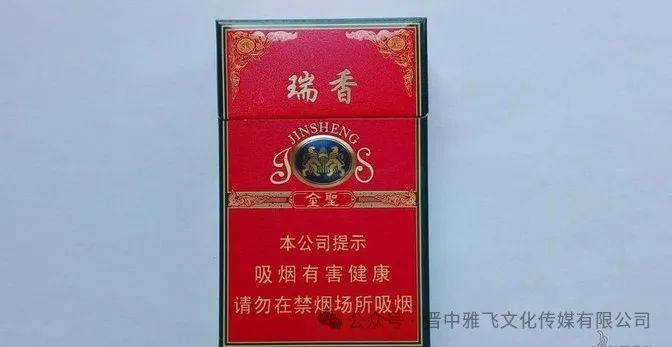 瑞香
JINSHENG
JS
金聖
本公司提示
吸烟有害健康
请勿在禁烟场所吸烟
公众号·晋中雅飞文化传媒有限公司